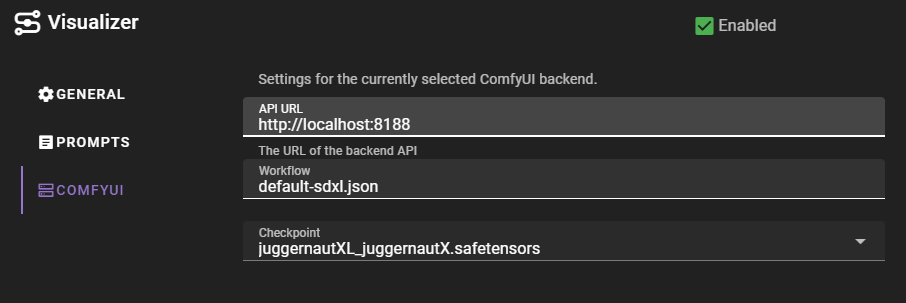 Visualizer
Enabled
GENERAL
PROMPTS
COMFYUI
Settings for the currently selected ComfyUI backend.
API URL
http://localhost:8188
The URL of the backend API
Workflow
default-sdxl.json
Checkpoint
juggernautXL_juggernautX.safetensors